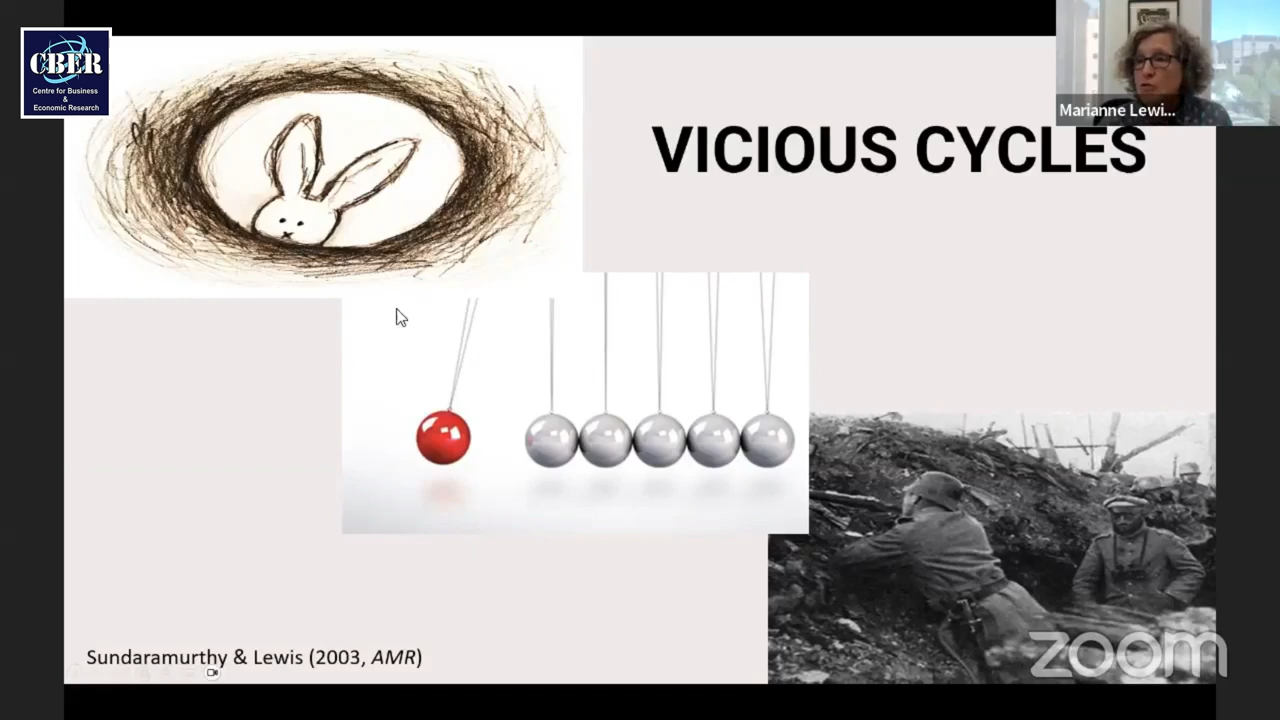 CBER
Centre for Business
&
Economic Research
Marianne Lewi...
VICIOUS CYCLES
Sundaramurthy & Lewis (2003, AMR)
zoom